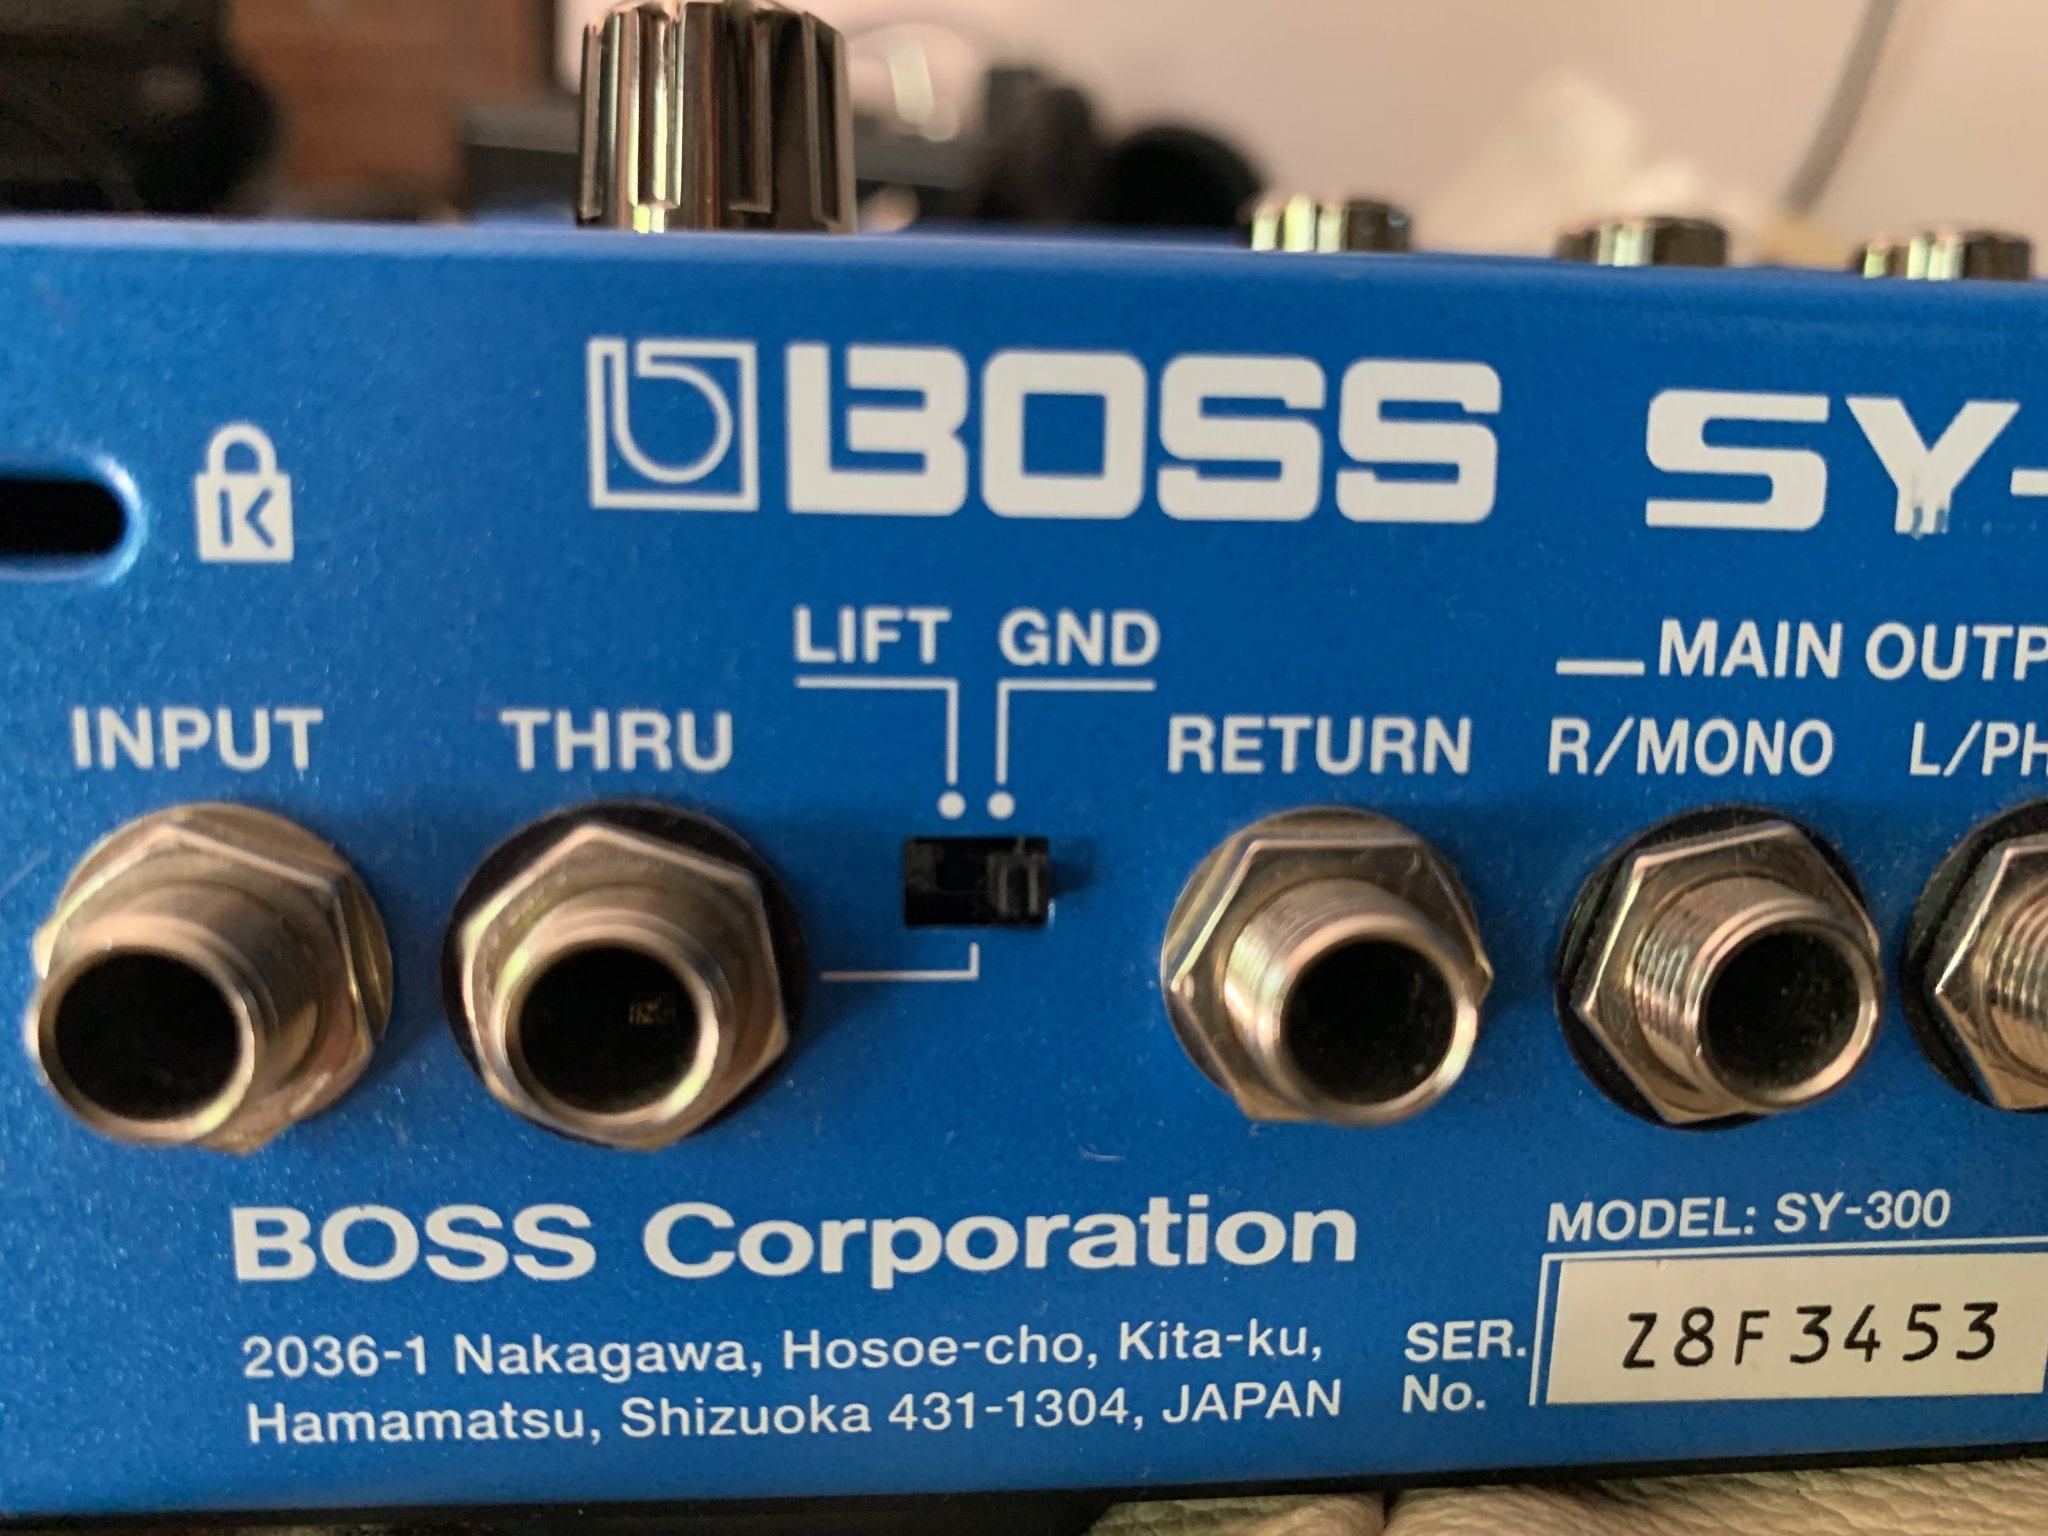 BOSS SY-
K
LIFT GND
MAIN OUTP
INPUT THRU RETURN R/MONO L/PH
BOSS Corporation
MODEL: SY-300
2036-1 Nakagawa, Hosoe-cho, Kita-ku,
Hamamatsu, Shizuoka 431-1304, JAPAN
SER.
No.
Z8F3453